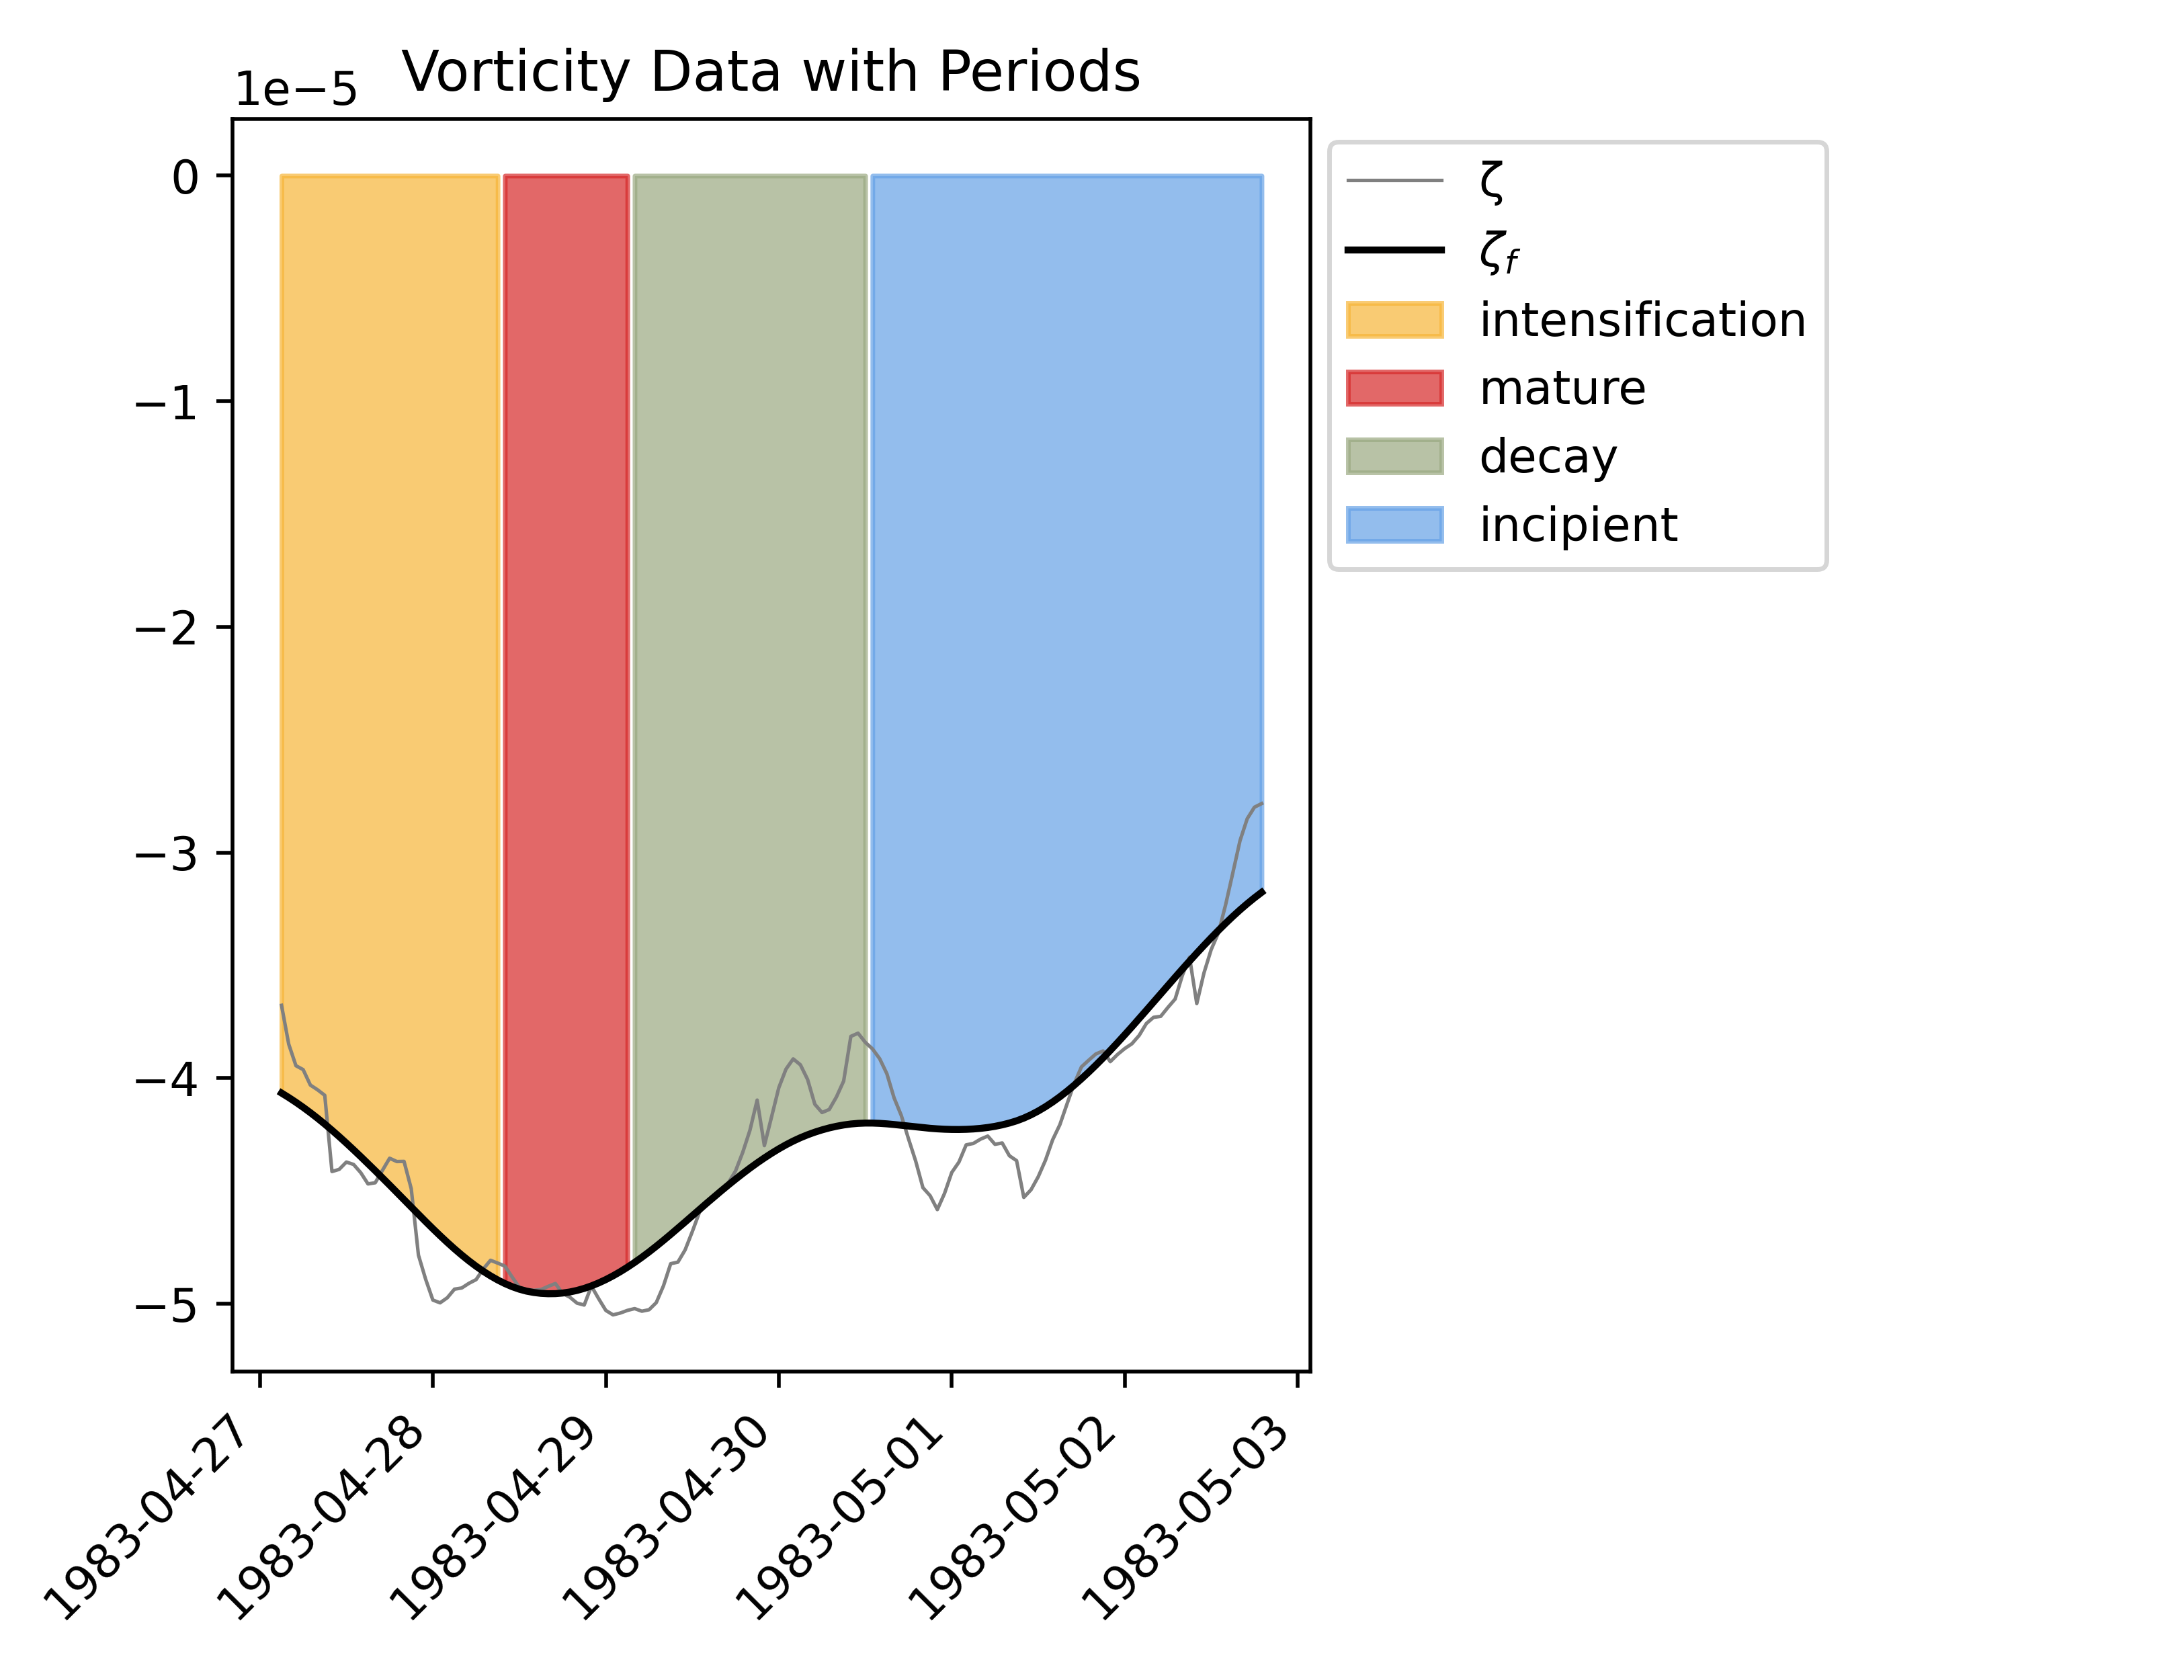 Vorticity Data with Periods
1e−5
0
−1
−2
−3
−4
−5
1983-04-27
1983-04-28
1983-04-29
1983-04-30
1983-05-01
1983-05-02
1983-05-03
ζ
ζf
intensification
mature
decay
incipient